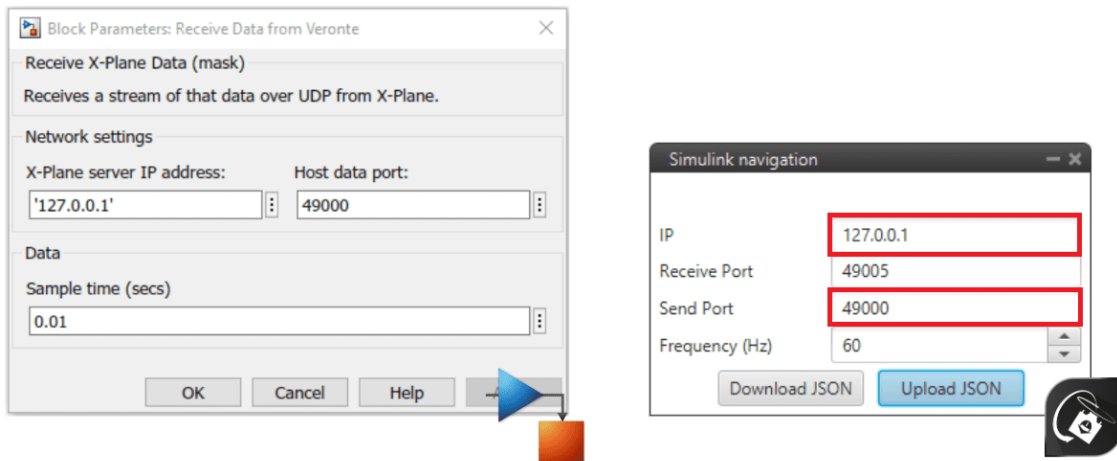 Block Parameters: Receive Data from Veronte
Receive X-Plane Data (mask)
Receives a stream of that data over UDP from X-Plane.
Network settings
X-Plane server IP address: Host data port:
'127.0.0.1' 49000
Data
Sample time (secs)
0.01
OK Cancel Help
Simulink navigation
IP 127.0.0.1
Receive Port 49005
Send Port 49000
Frequency (Hz) 60
Download JSON Upload JSON